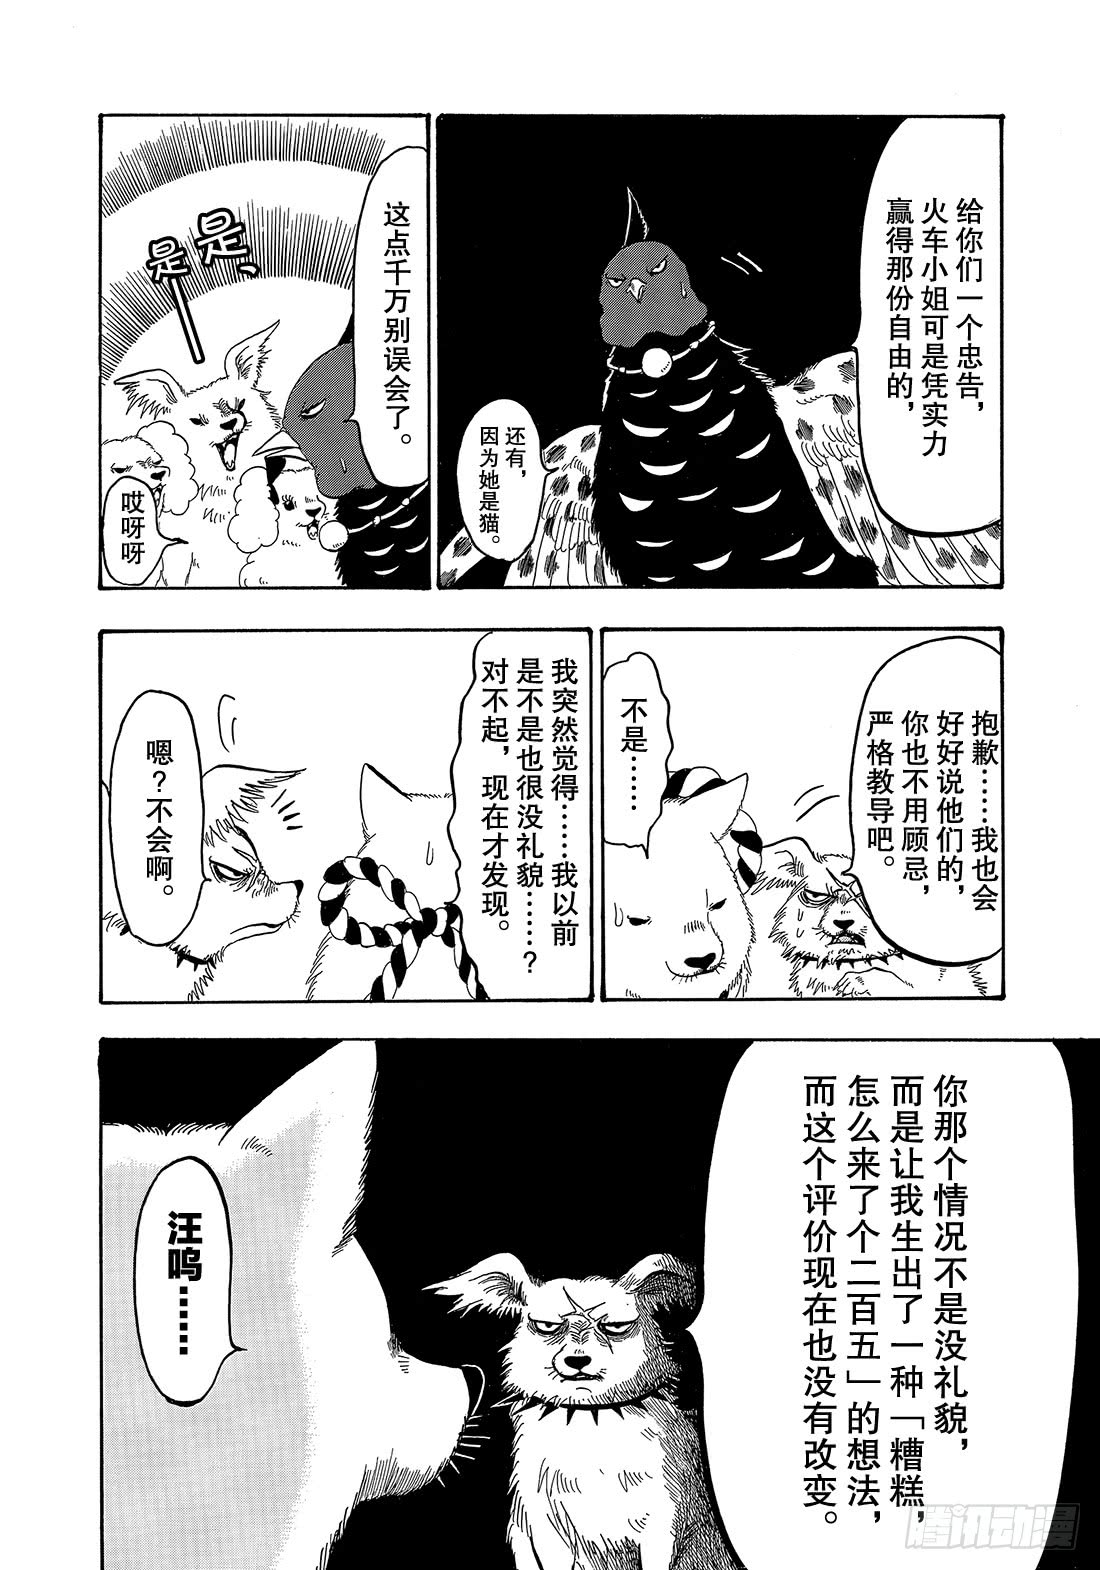 给你们一个忠告，
火车小姐可是凭实力
赢得那份自由的，
还有，
因为她是猫。
这点千万别误会了。
是是、
哎呀呀
抱歉……我也会
好好说他们的，
你也不用顾忌，
严格教导吧。
不是……
我突然觉得……我以前
是不是也很没礼貌……？
对不起，现在才发现。
嗯？不会啊。
你那个情况不是没礼貌，
而是让我生出了一种「糟糕，
怎么来了个二百五」的想法，
而这个评价现在也没有改变。
汪呜……
腾讯动漫